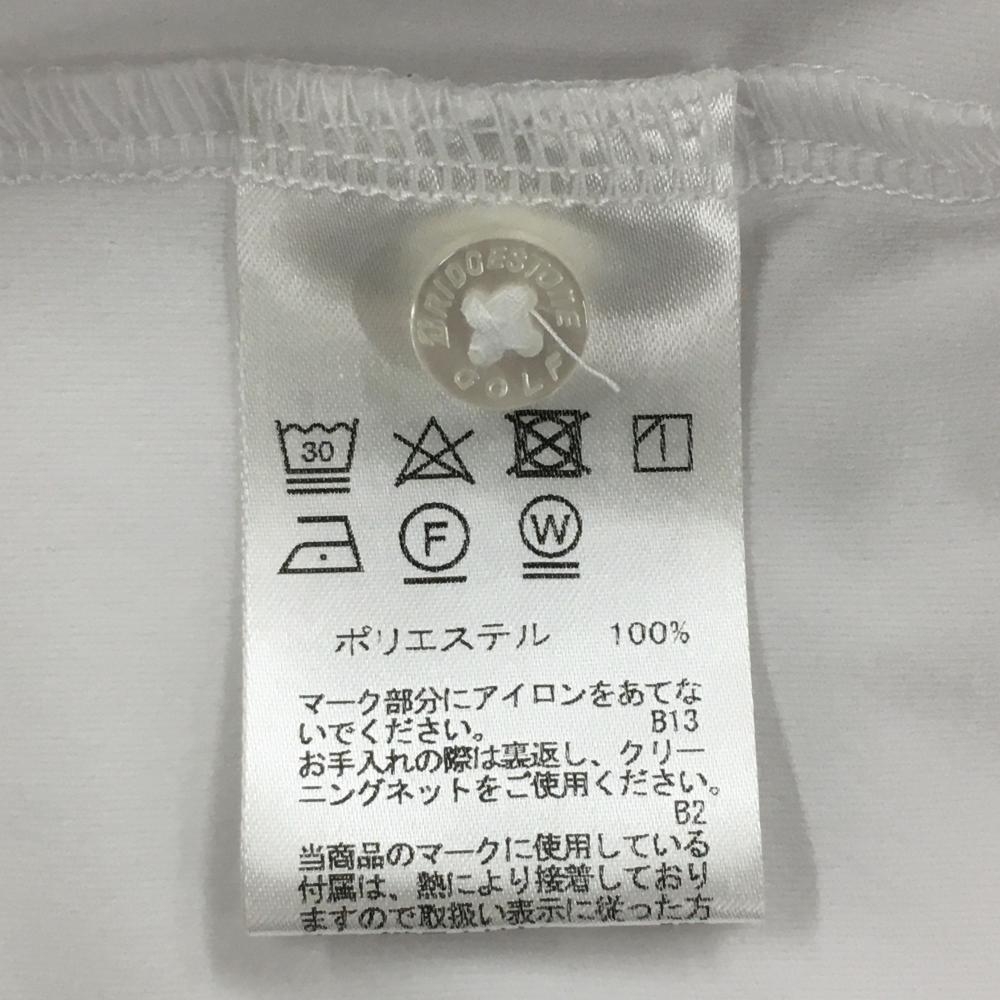 BRIDGESTONE
GOLF
30
F
W
ポリエステル 100%
マーク部分にアイロンをあてな
いでください。 B13
お手入れの際は裏返し、クリー
ニングネットをご使用ください。
B2
当商品のマークに使用している
付属は、熱により接着しており
ますので取扱い表示に従った方